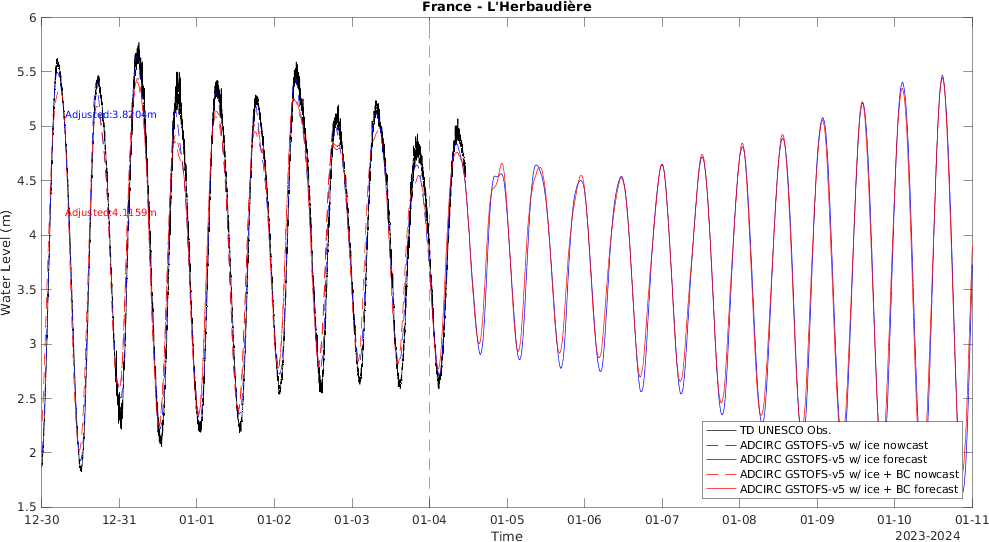 France - L'Herbaudière
6
5.5
5
4.5
4
3.5
3
2.5
2
1.5
Water Level (m)
Adjusted:3.8204m
Adjusted:4.1159m
TD UNESCO Obs.
ADCIRC GSTOFS-v5 w/ ice nowcast
ADCIRC GSTOFS-v5 w/ ice forecast
ADCIRC GSTOFS-v5 w/ ice + BC nowcast
ADCIRC GSTOFS-v5 w/ ice + BC forecast
12-30 12-31 01-01 01-02 01-03 01-04 01-05 01-06 01-07 01-08 01-09 01-10 01-11
Time
2023-2024